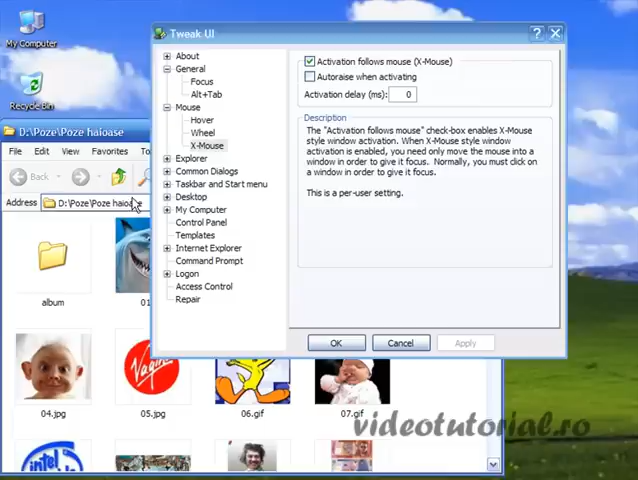 My Computer
Recycle Bin
D:\Poze\Poze haioase
File Edit View Favorites To
Back
Address D:\Poze\Poze haioase
album
01
04.jpg
05.jpg
06.gif
07.gif
Virgin
intel
Tweak UI
About
General
Focus
Alt+Tab
Mouse
Hover
Wheel
X-Mouse
Explorer
Common Dialogs
Taskbar and Start menu
Desktop
My Computer
Control Panel
Templates
Internet Explorer
Command Prompt
Logon
Access Control
Repair
Activation follows mouse (X-Mouse)
Autoraise when activating
Activation delay (ms): 0
Description
The "Activation follows mouse" check-box enables X-Mouse
style window activation. When X-Mouse style window
activation is enabled, you need only move the mouse into a
window in order to give it focus. Normally, you must click
on a window in order to give it focus.
This is a per-user setting.
OK Cancel Apply
videotutorial.ro